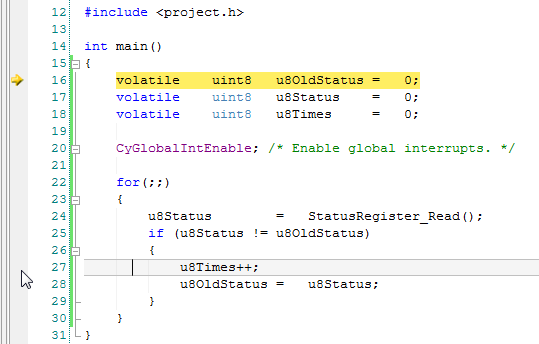 12 #include <project.h>
13
14 int main()
15 {
16 volatile uint8 u8OldStatus = 0;
17 volatile uint8 u8Status = 0;
18 volatile uint8 u8Times = 0;
19
20 CyGlobalIntEnable; /* Enable global interrupts. */
21
22 for(;;)
23 {
24 u8Status = StatusRegister_Read();
25 if (u8Status != u8OldStatus)
26 {
27 u8Times++;
28 u8OldStatus = u8Status;
29 }
30 }
31 }